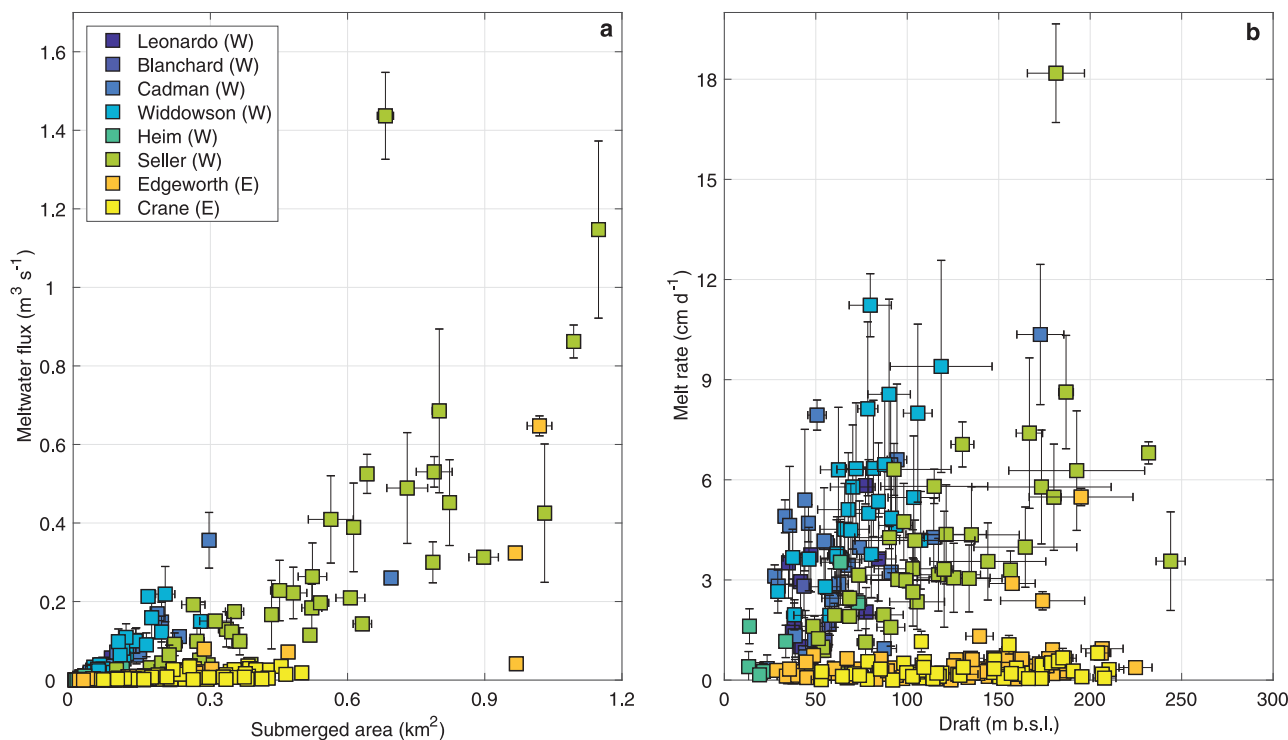 a
Leonardo (W)
Blanchard (W)
Cadman (W)
Widdowson (W)
Heim (W)
Seller (W)
Edgeworth (E)
Crane (E)
Meltwater flux (m³ s⁻¹)
1.6
1.4
1.2
1
0.8
0.6
0.4
0.2
0
0
0.3
0.6
0.9
1.2
Submerged area (km²)
b
Melt rate (cm d⁻¹)
18
15
12
9
6
3
0
0
50
100
150
200
250
300
Draft (m b.s.l.)